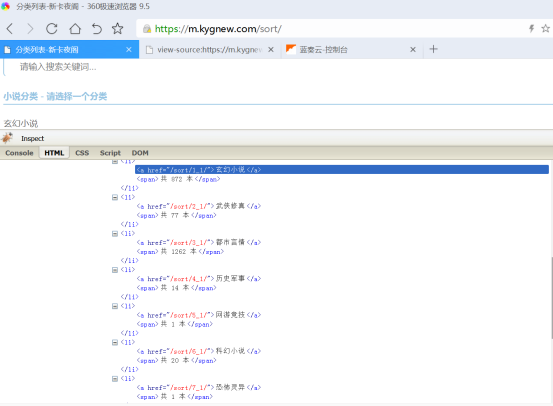 分类列表-新卡夜阁 - 360极速浏览器 9.5
https://m.kygnew.com/sort/
分类列表-新卡夜阁 × view-source:https://m.kygnew × 蓝奏云-控制台 × +
请输入搜索关键词...
小说分类 - 请选择一个分类
玄幻小说
Inspect
Console HTML CSS Script DOM
<li>
<a href="/sort/1_1/">玄幻小说</a>
<span>共 872 本</span>
</li>
<li>
<a href="/sort/2_1/">武侠修真</a>
<span>共 77 本</span>
</li>
<li>
<a href="/sort/3_1/">都市言情</a>
<span>共 1262 本</span>
</li>
<li>
<a href="/sort/4_1/">历史军事</a>
<span>共 14 本</span>
</li>
<li>
<a href="/sort/5_1/">网游竞技</a>
<span>共 1 本</span>
</li>
<li>
<a href="/sort/6_1/">科幻小说</a>
<span>共 20 本</span>
</li>
<li>
<a href="/sort/7_1/">恐怖灵异</a>
<span>共 1 本</span>